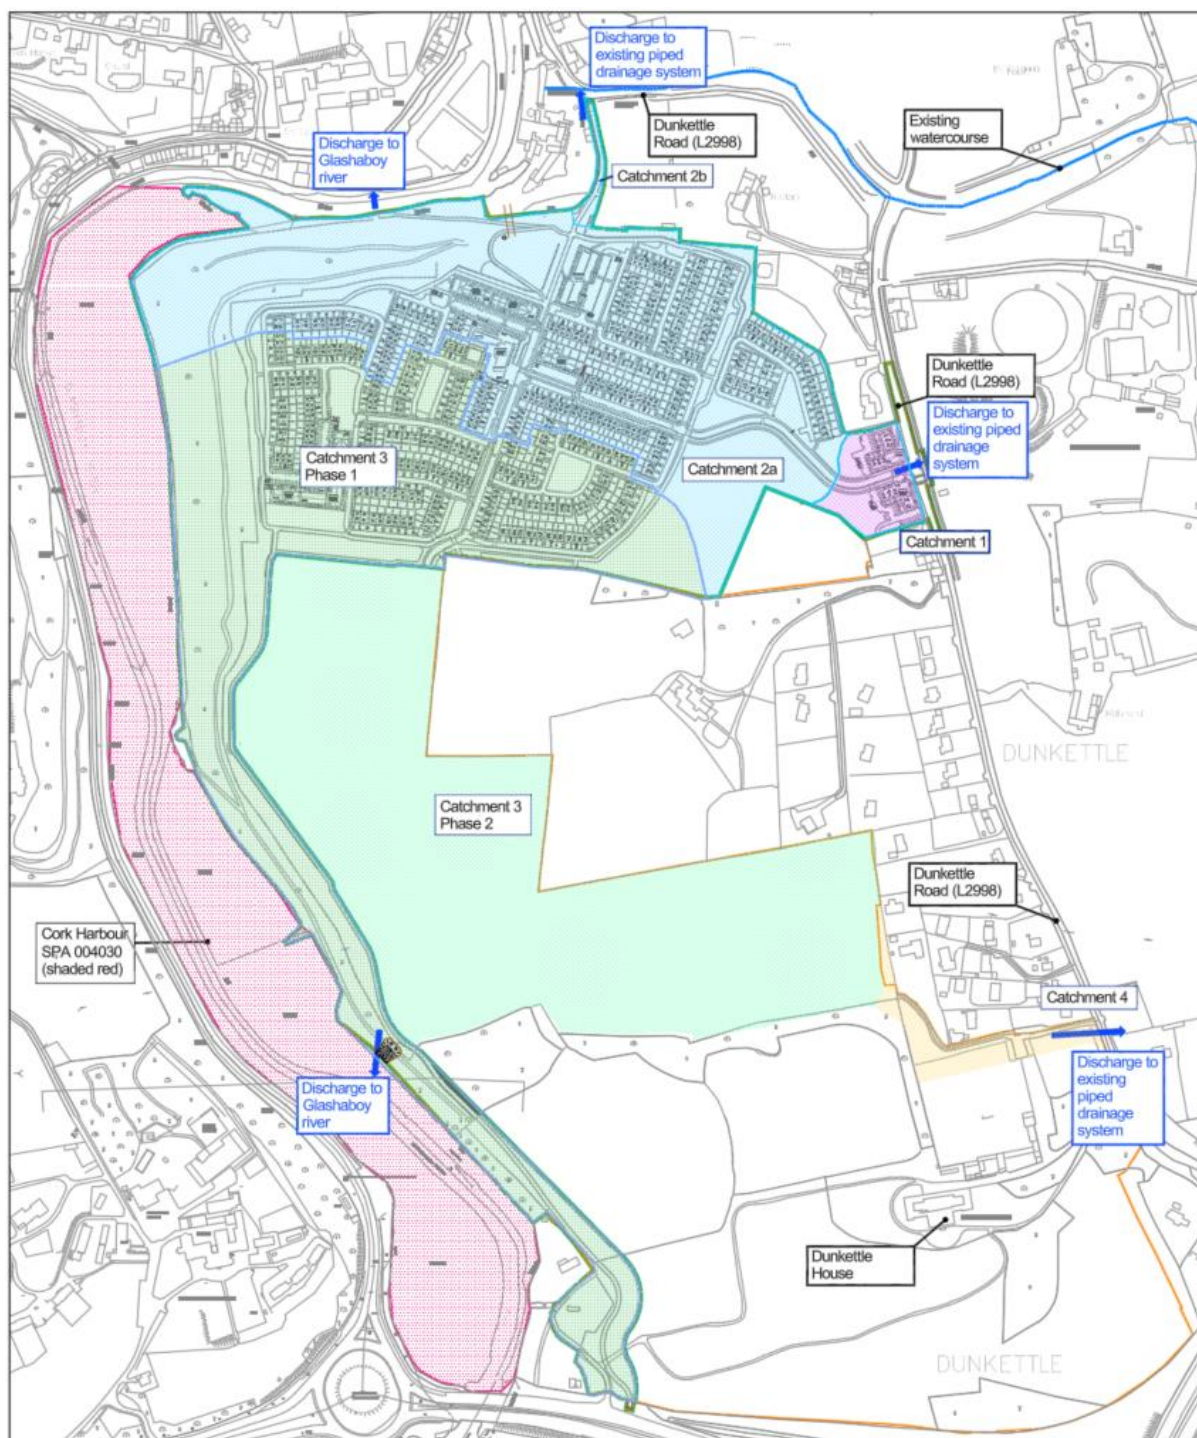 Discharge to
existing piped
drainage system
Dunkettle
Road (L2998)
Existing
watercourse
Discharge to
Glashaboy
river
Catchment 2b
Dunkettle
Road (L2998)
Discharge to
existing piped
drainage
system
Catchment 3
Phase 1
Catchment 2a
Catchment 1
DUNKETTLE
Catchment 3
Phase 2
Dunkettle
Road (L2998)
Cork Harbour
SPA 004030
(shaded red)
Catchment 4
Discharge to
existing
piped
drainage
system
Discharge to
Glashaboy
river
Dunkettle
House
DUNKETTLE